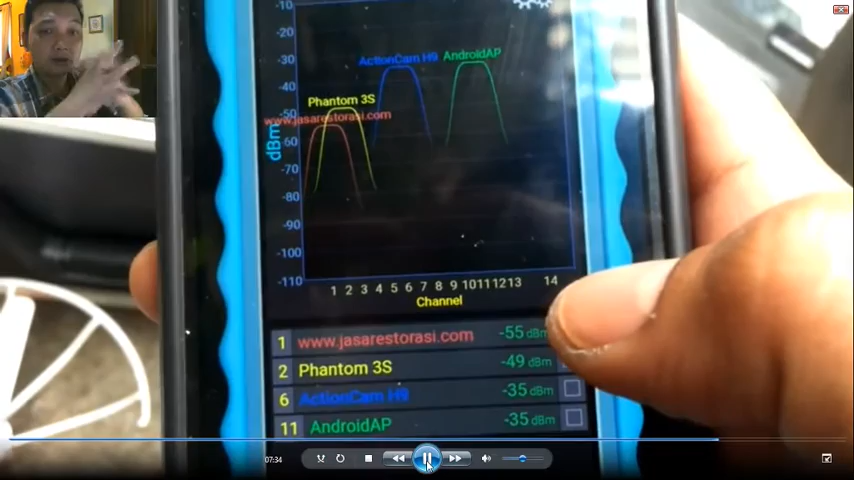 -10
-20
-30
-40
-50
-60
-70
-80
-90
-100
-110
dBm
ActionCam H9
AndroidAP
Phantom 3S
www.jasarestorasi.com
1 2 3 4 5 6 7 8 9 10 11 12 13 14
Channel
1 www.jasarestorasi.com -55 dBm
2 Phantom 3S -49 dBm
6 ActionCam H9 -35 dBm
11 AndroidAP -35 dBm
07:34